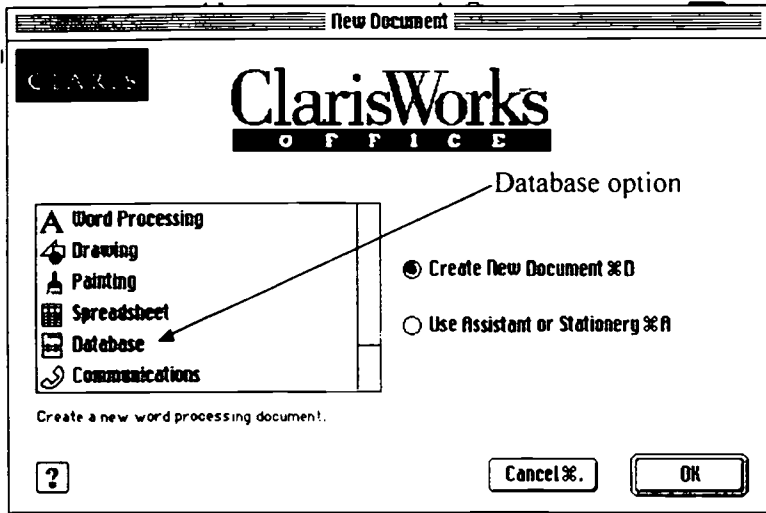 New Document
CLARIS
ClarisWorks
OFFICE
Database option
Word Processing
Drawing
Painting
Spreadsheet
Database
Communications
Create New Document ⌘D
Use Assistant or Stationery ⌘A
Create a new word processing document.
?
Cancel ⌘.
OK